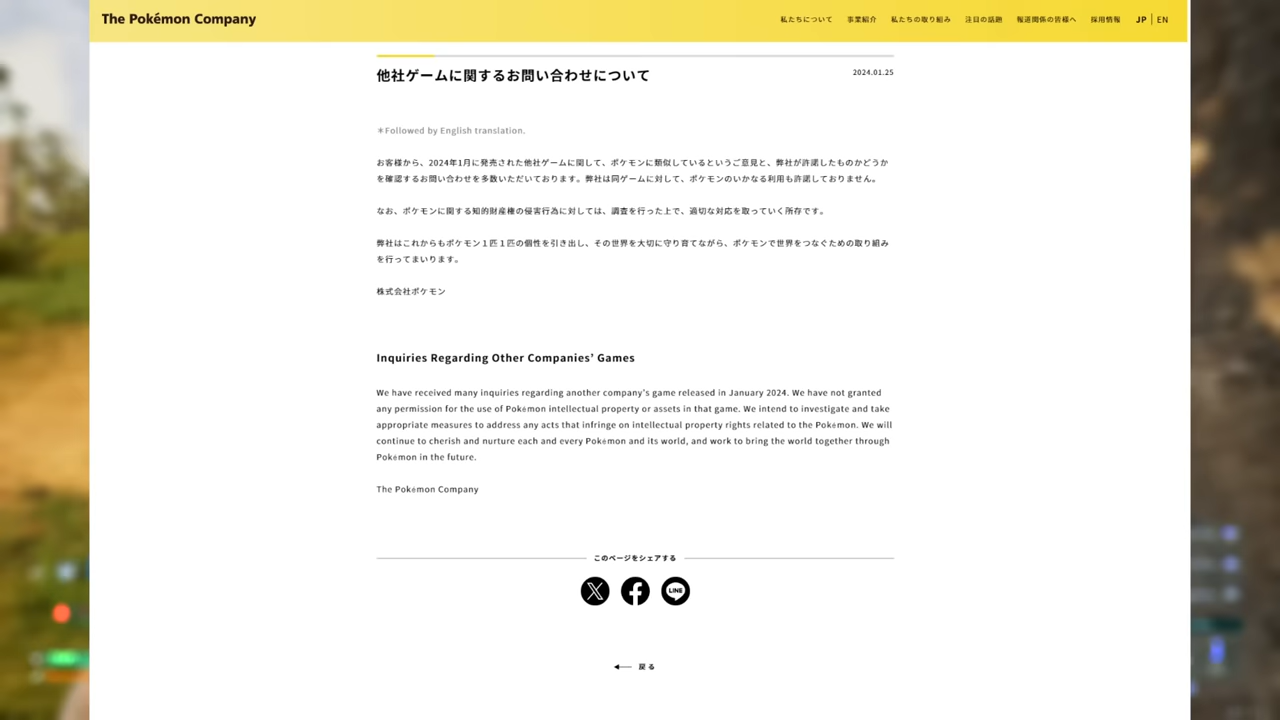 The Pokémon Company
私たちについて 事業紹介 私たちの取り組み 注目の話題 報道関係の皆様へ 採用情報 JP | EN
他社ゲームに関するお問い合わせについて
2024.01.25
＊Followed by English translation.
お客様から、2024年1月に発売された他社ゲームに関して、ポケモンに類似しているというご意見と、弊社が許諾したものかどうか
を確認するお問い合わせを多数いただいております。弊社は同ゲームに対して、ポケモンのいかなる利用も許諾しておりません。
なお、ポケモンに関する知的財産権の侵害行為に対しては、調査を行った上で、適切な対応を取っていく所存です。
弊社はこれからもポケモン１匹１匹の個性を引き出し、その世界を大切に守り育てながら、ポケモンで世界をつなぐための取り組み
を行ってまいります。
株式会社ポケモン
Inquiries Regarding Other Companies’ Games
We have received many inquiries regarding another company’s game released in January 2024. We have not granted
any permission for the use of Pokémon intellectual property or assets in that game. We intend to investigate and take
appropriate measures to address any acts that infringe on intellectual property rights related to the Pokémon. We will
continue to cherish and nurture each and every Pokémon and its world, and work to bring the world together through
Pokémon in the future.
The Pokémon Company
このページをシェアする
LINE
戻る